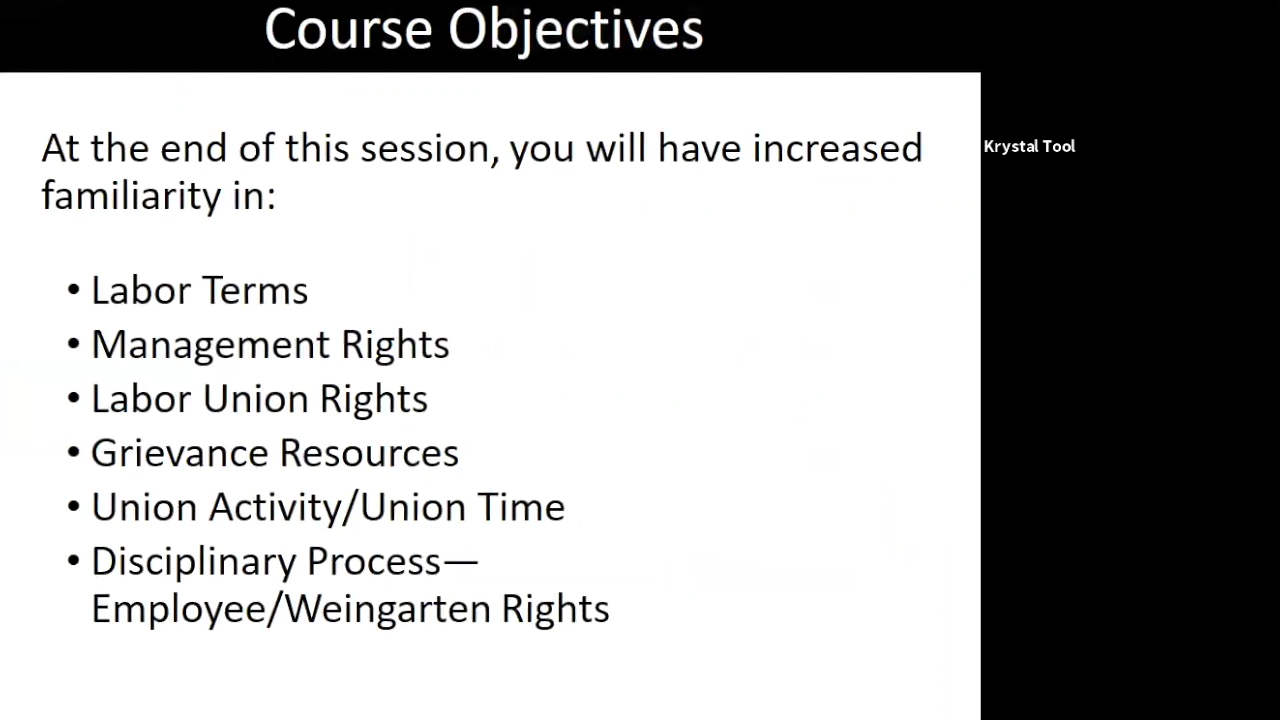 Course Objectives
At the end of this session, you will have increased
familiarity in:
Krystal Tool
• Labor Terms
• Management Rights
• Labor Union Rights
• Grievance Resources
• Union Activity/Union Time
• Disciplinary Process—
Employee/Weingarten Rights